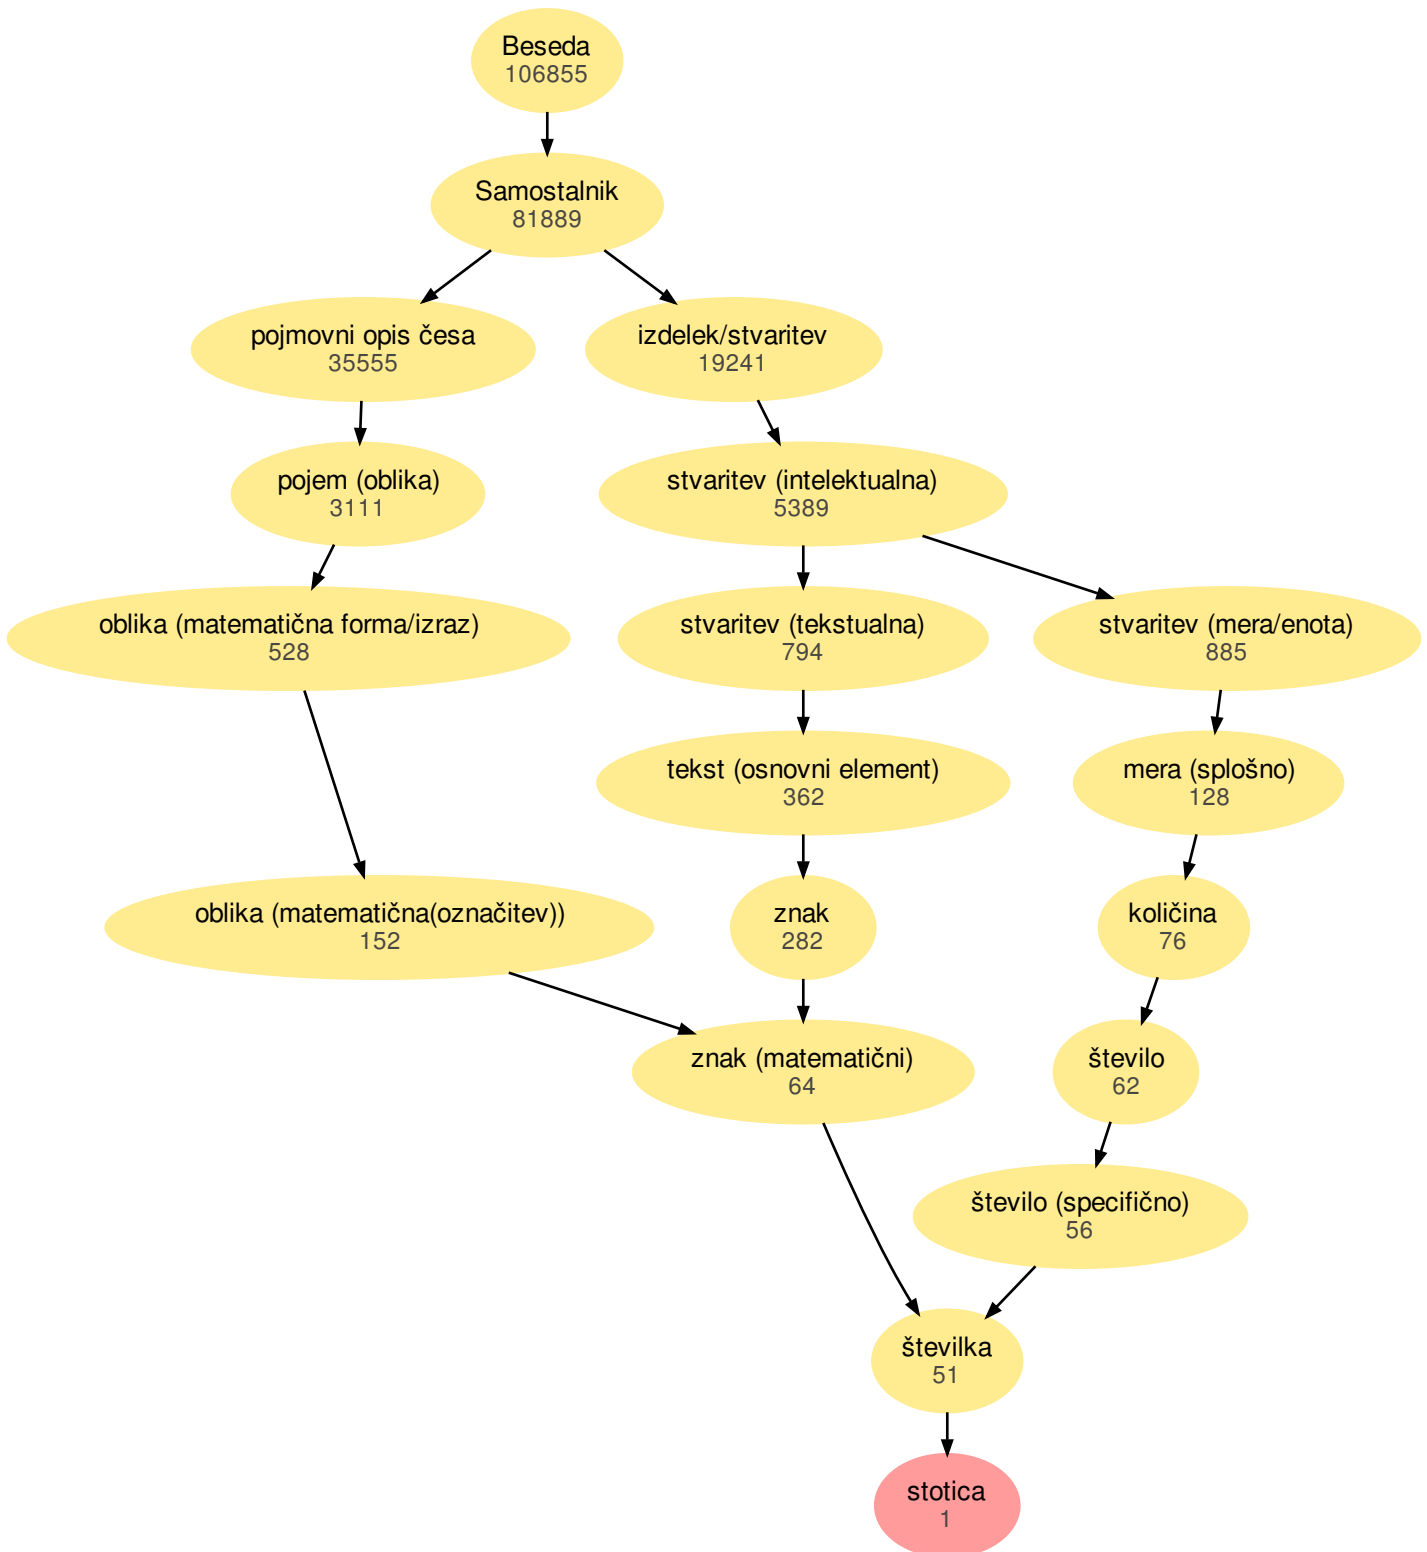 Beseda
106855
Samostalnik
81889
pojmovni opis česa
35555
izdelek/stvaritev
19241
pojem (oblika)
3111
stvaritev (intelektualna)
5389
oblika (matematična forma/izraz)
528
stvaritev (tekstualna)
794
stvaritev (mera/enota)
885
tekst (osnovni element)
362
mera (splošno)
128
oblika (matematična(označitev))
152
znak
282
količina
76
znak (matematični)
64
število
62
število (specifično)
56
številka
51
stotica
1